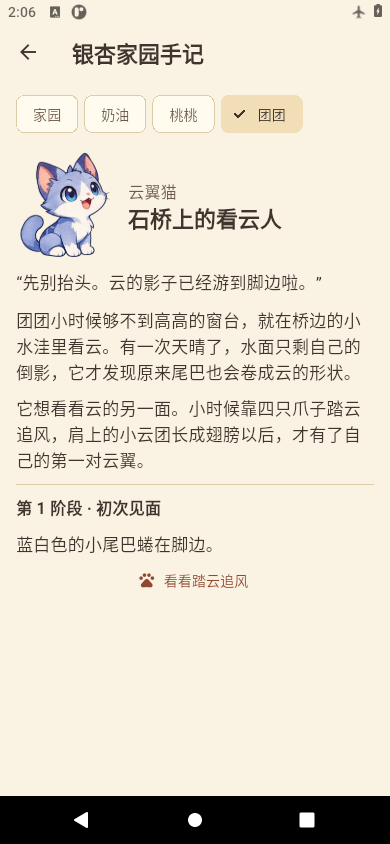 2:06
银杏家园手记
家园
奶油
桃桃
团团
云翼猫
石桥上的看云人
“先别抬头。云的影子已经游到脚边啦。”
团团小时候够不到高高的窗台，就在桥边的小
水洼里看云。有一次天晴了，水面只剩自己的
倒影，它才发现原来尾巴也会卷成云的形状。
它想看看云的另一面。小时候靠四只爪子踏云
追风，肩上的小云团长成翅膀以后，才有了自
己的第一对云翼。
第 1 阶段 · 初次见面
蓝白色的小尾巴蜷在脚边。
看看踏云追风